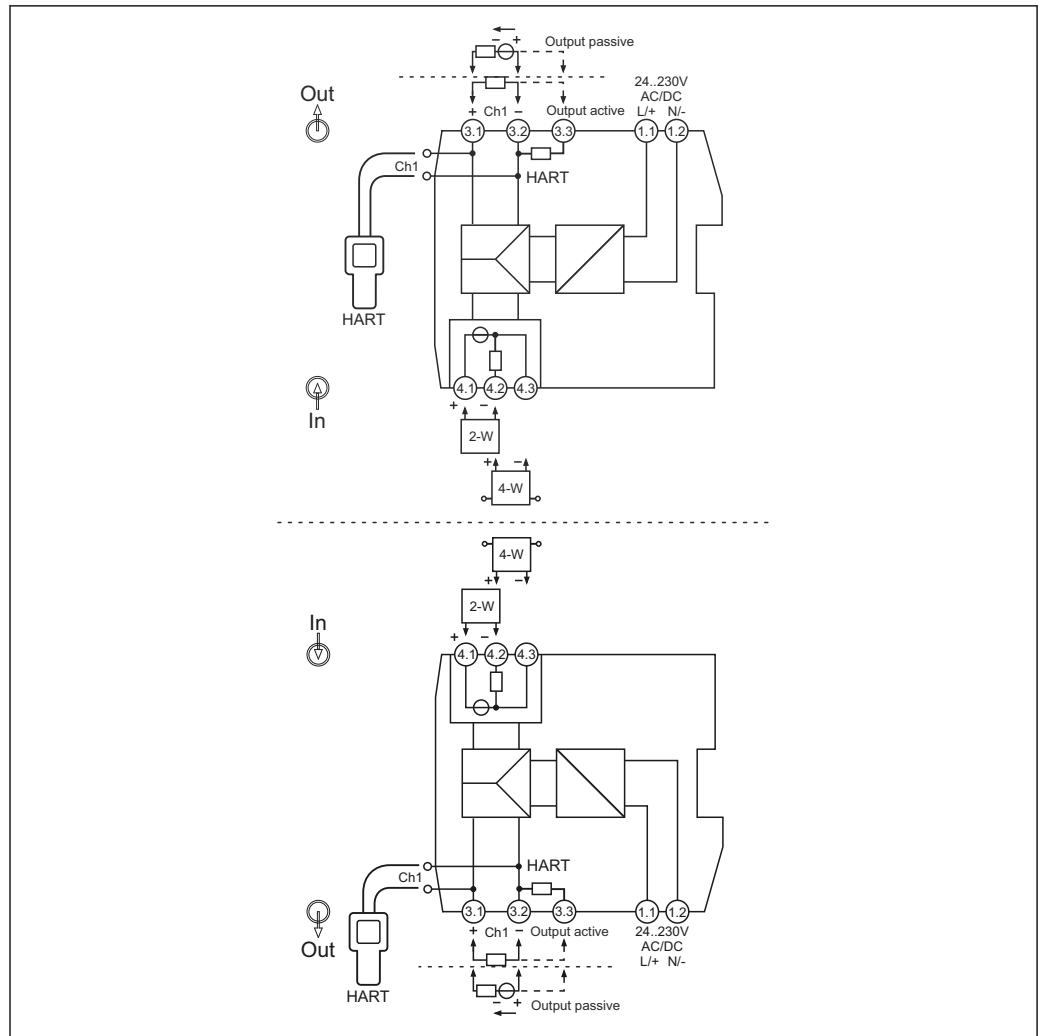 − + Output passive
24..230V
AC/DC
L/+ N/-
Out
+ Ch1 − Output active
3.1 3.2 3.3 1.1 1.2
Ch1
HART
HART
4.1 4.2 4.3
In
+ −
2-W
+ −
4-W
4-W
+ −
2-W
In
+ −
4.1 4.2 4.3
HART
Ch1
3.1 3.2 3.3 1.1 1.2
+ Ch1 − Output active
24..230V
AC/DC
L/+ N/-
Out
HART
− + Output passive